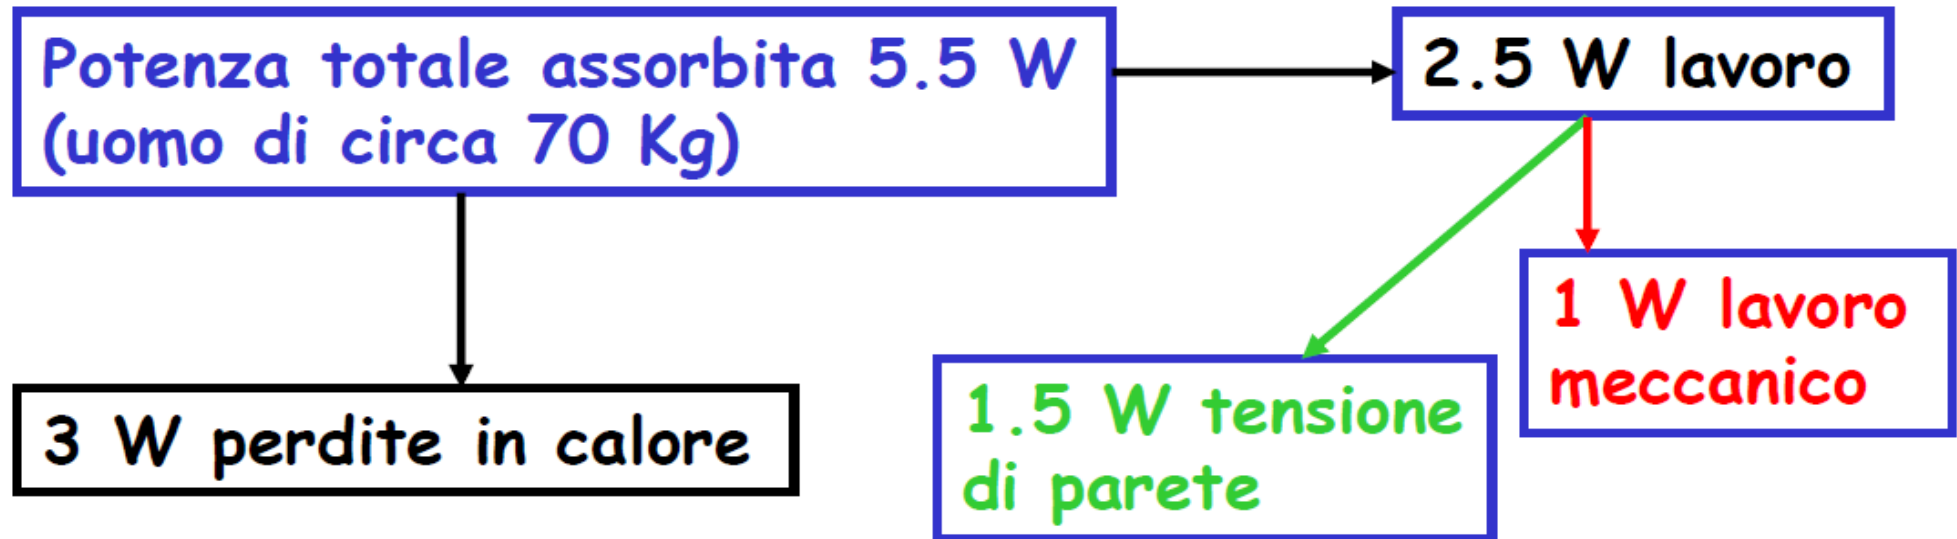 Potenza totale assorbita 5.5 W
(uomo di circa 70 Kg)
2.5 W lavoro
1 W lavoro
meccanico
1.5 W tensione
di parete
3 W perdite in calore